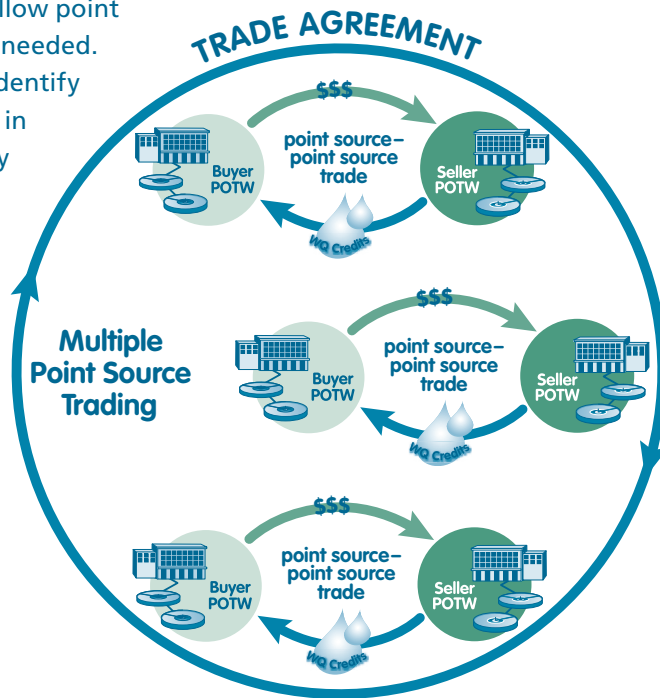 llow point
needed.
dentify
in
y
TRADE AGREEMENT
$$$
point source–
point source
trade
Buyer
POTW
Seller
POTW
WQ Credits
Multiple
Point Source
Trading
$$$
point source–
point source
trade
Buyer
POTW
Seller
POTW
WQ Credits
$$$
point source–
point source
trade
Buyer
POTW
Seller
POTW
WQ Credits